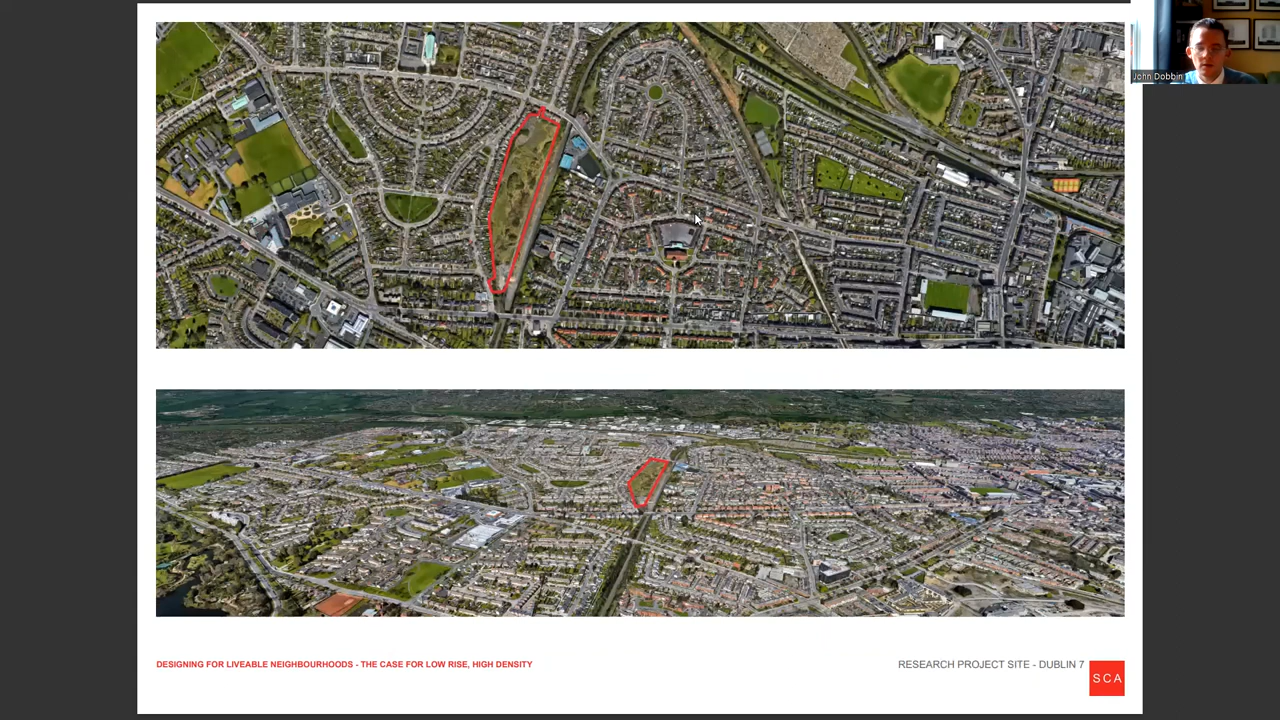 John Dobbin
DESIGNING FOR LIVEABLE NEIGHBOURHOODS - THE CASE FOR LOW RISE, HIGH DENSITY
RESEARCH PROJECT SITE - DUBLIN 7
SCA